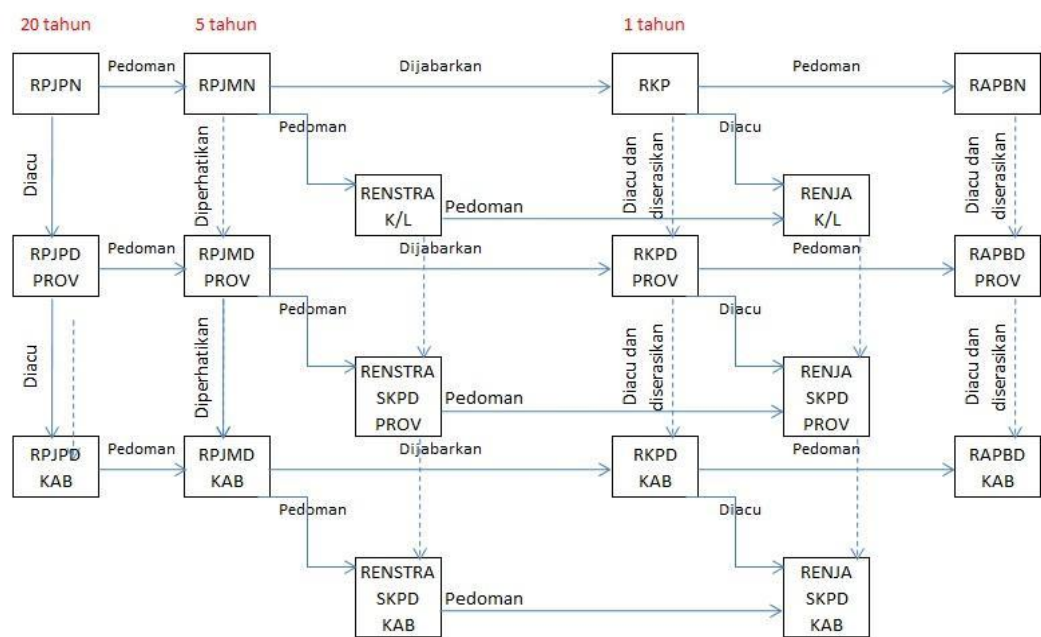 20 tahun
5 tahun
1 tahun
RPJPN
Pedoman
RPJMN
Dijabarkan
RKP
Pedoman
RAPBN
Diacu
Diperhatikan
Pedoman
Diacu dan
diserasikan
Diacu
Diacu dan
diserasikan
RENSTRA
K/L
Pedoman
RENJA
K/L
RPJPD
PROV
Pedoman
RPJMD
PROV
Dijabarkan
RKPD
PROV
Pedoman
RAPBD
PROV
Diacu
Diperhatikan
Pedoman
Diacu dan
diserasikan
Diacu
Diacu dan
diserasikan
RENSTRA
SKPD
PROV
Pedoman
RENJA
SKPD
PROV
RPJPD
KAB
Pedoman
RPJMD
KAB
Dijabarkan
RKPD
KAB
Pedoman
RAPBD
KAB
Pedoman
Diacu
RENSTRA
SKPD
KAB
Pedoman
RENJA
SKPD
KAB